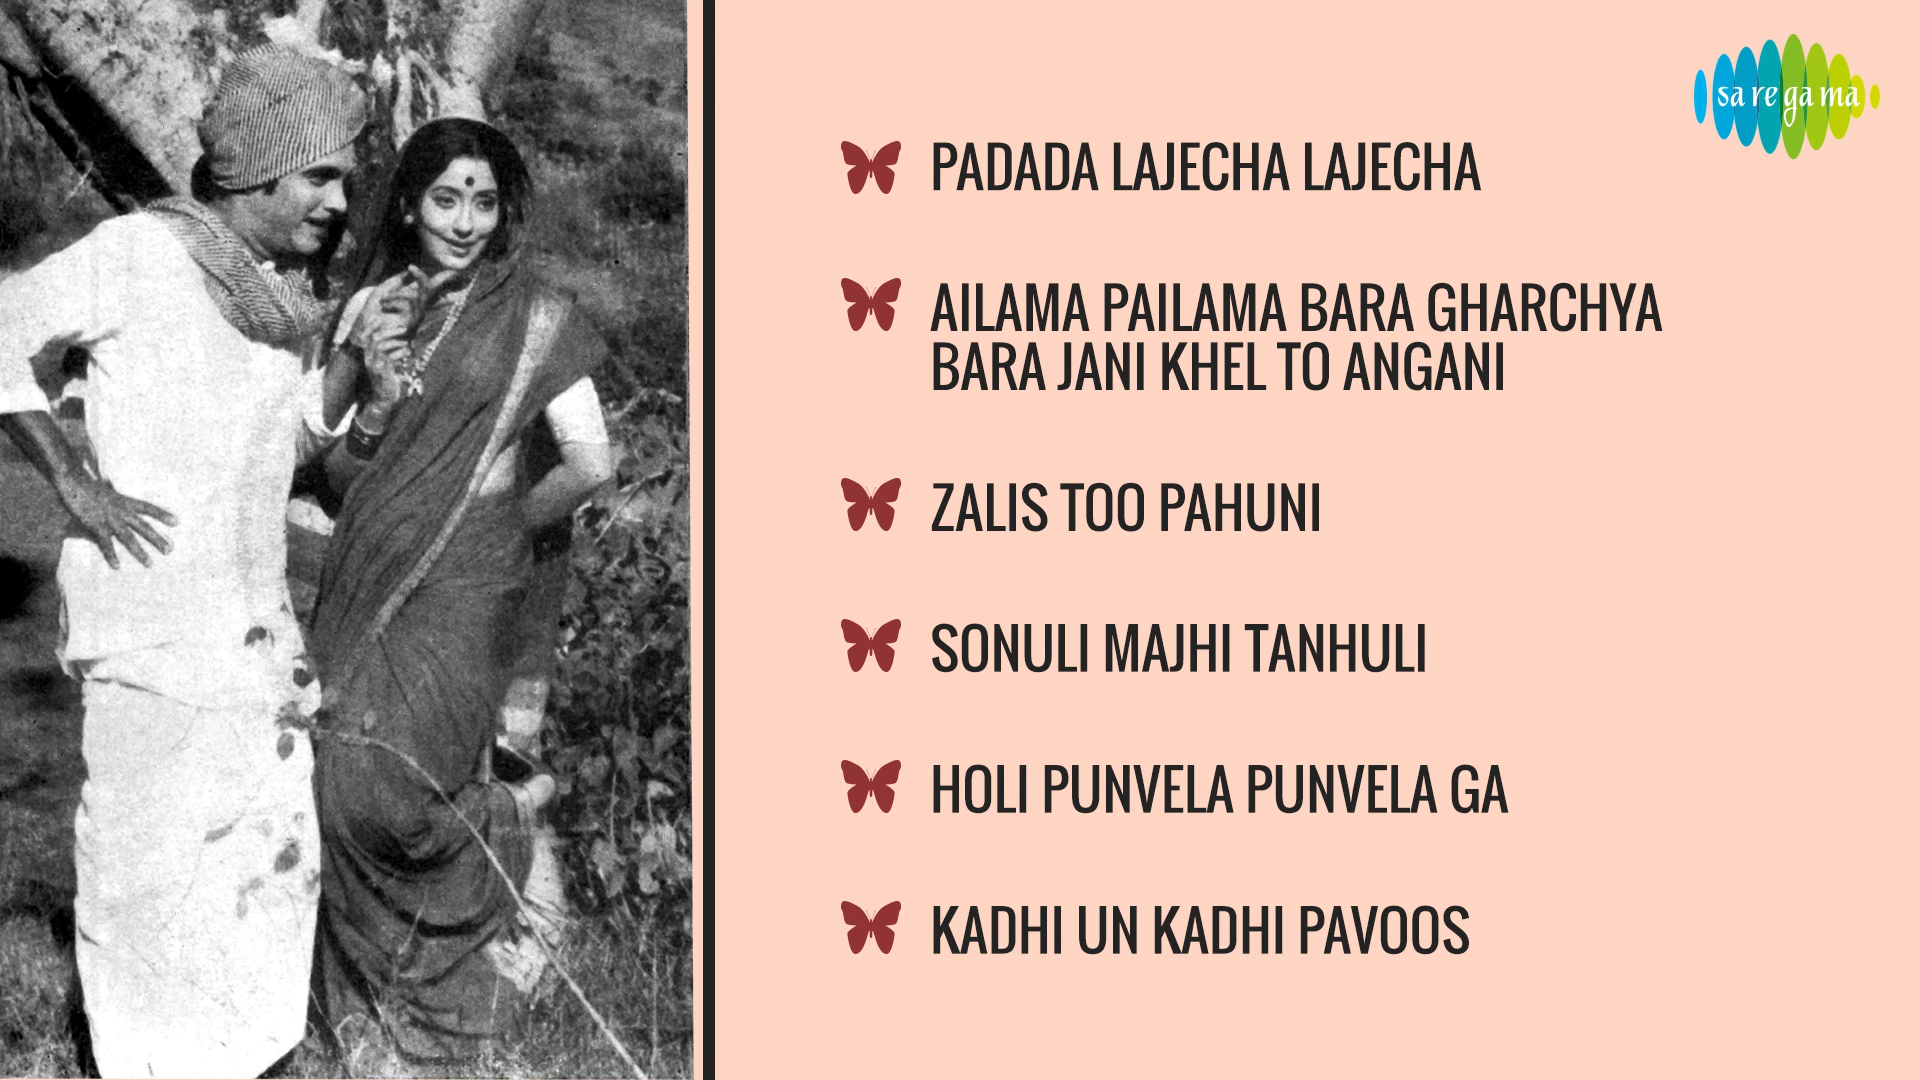 sa re ga ma
PADADA LAJECHA LAJECHA
AILAMA PAILAMA BARA GHARCHYA
BARA JANI KHEL TO ANGANI
ZALIS TOO PAHUNI
SONULI MAJHI TANHULI
HOLI PUNVELA PUNVELA GA
KADHI UN KADHI PAVOOS